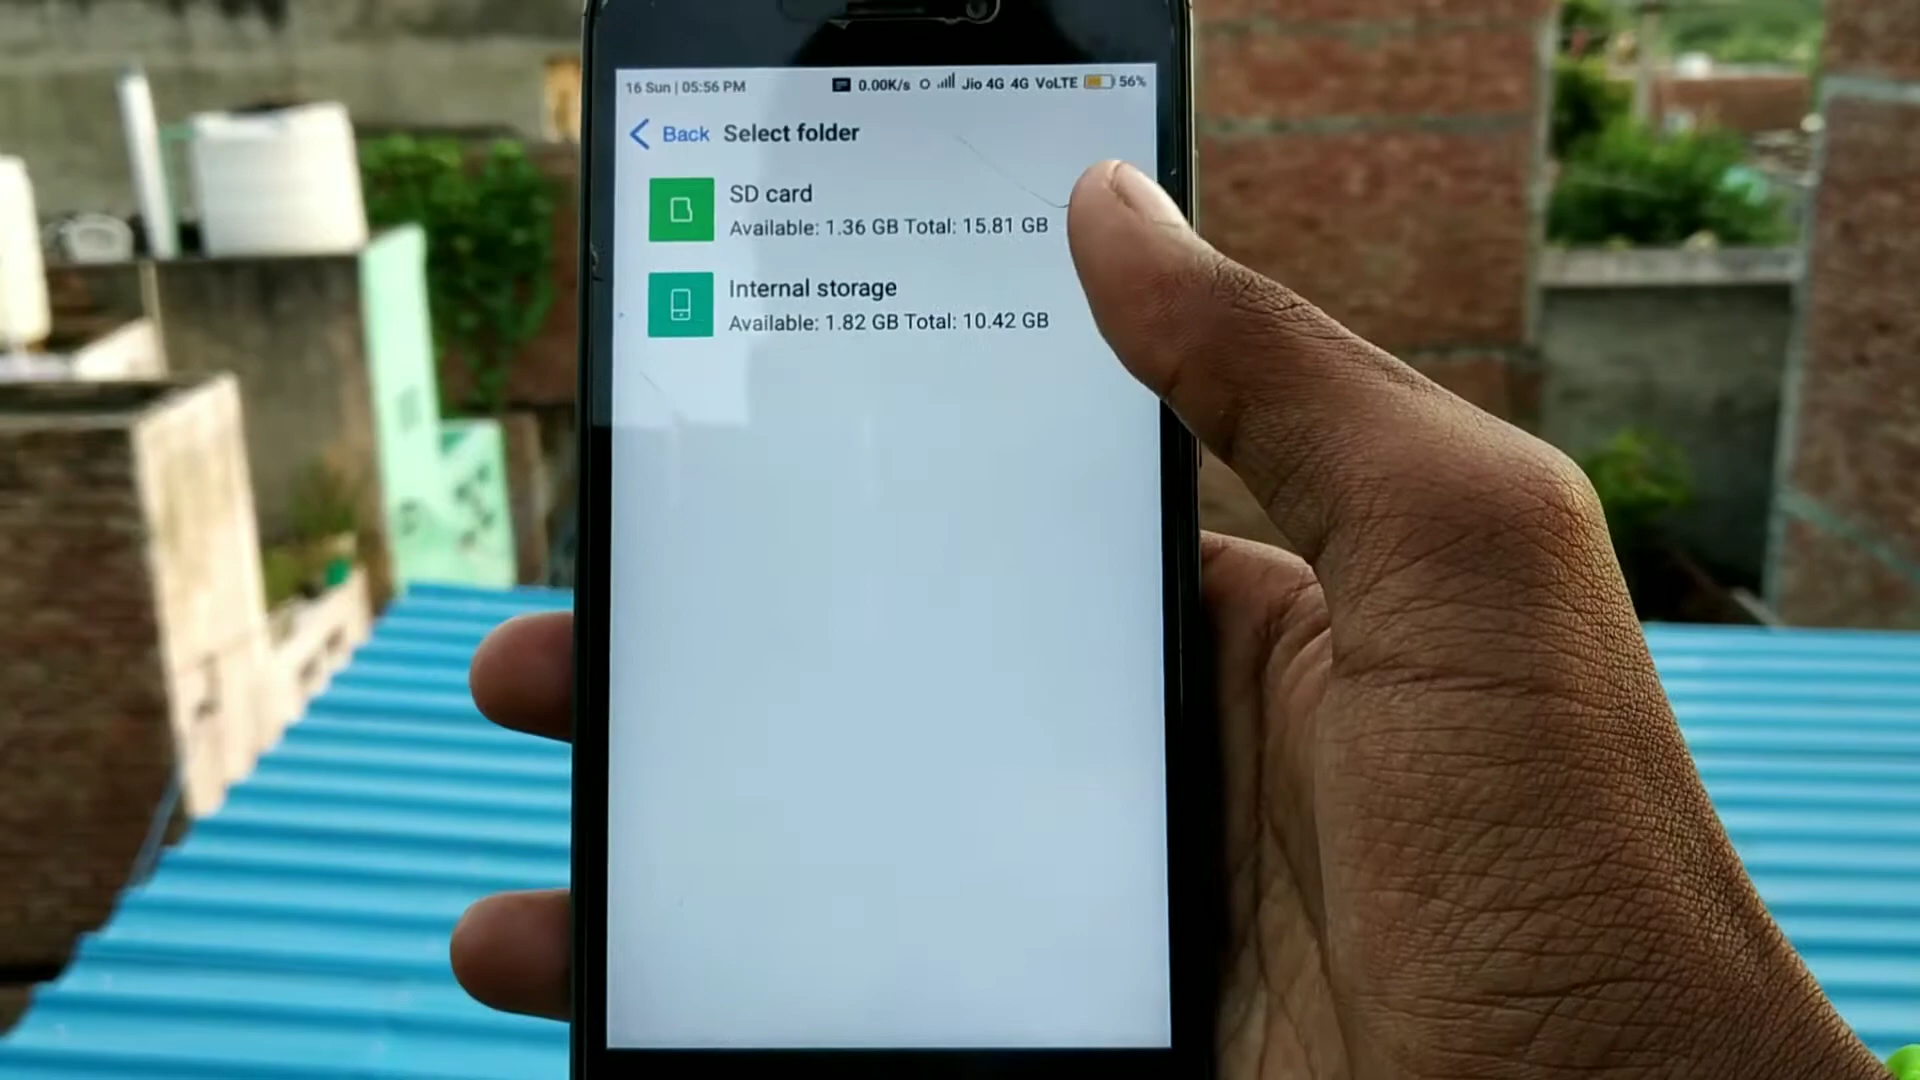 16 Sun | 05:56 PM 0.00K/s Jio 4G 4G VoLTE 56%
Back Select folder
SD card
Available: 1.36 GB Total: 15.81 GB
Internal storage
Available: 1.82 GB Total: 10.42 GB